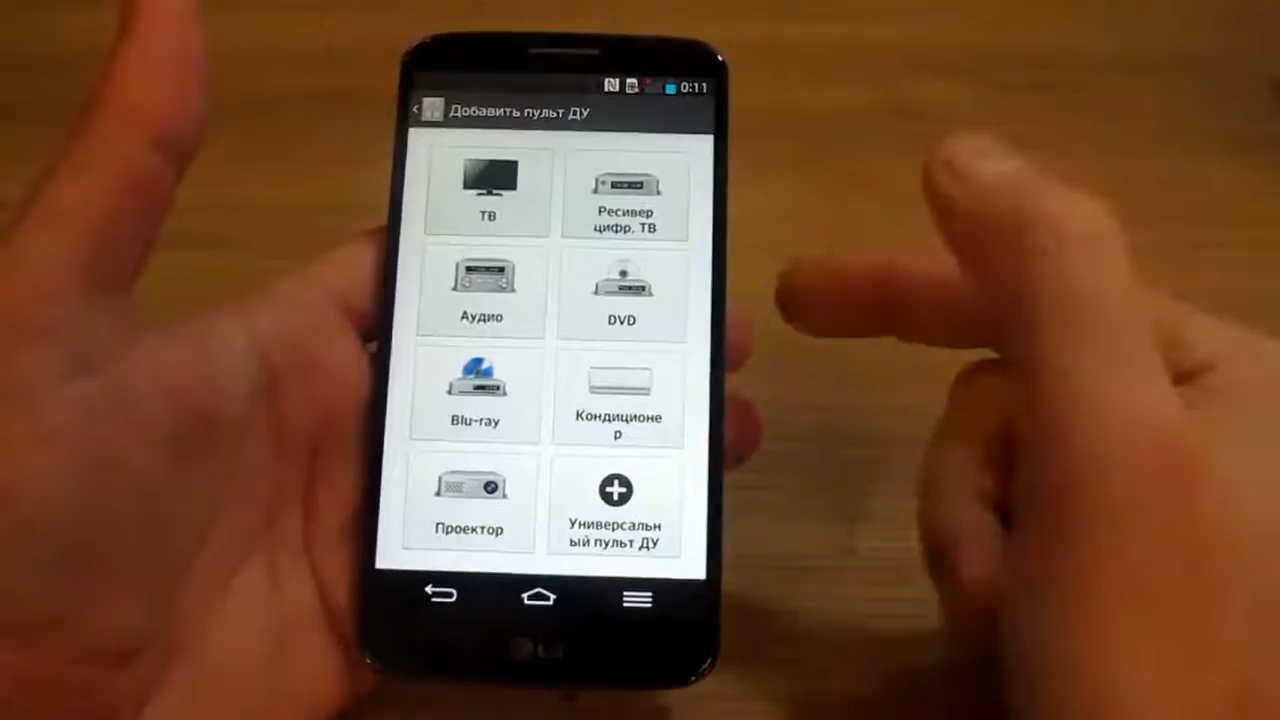 0:11
Добавить пульт ДУ
ТВ
Ресивер
цифр. ТВ
Аудио
DVD
Blu-ray
Кондиционе
р
Проектор
Универсальн
ый пульт ДУ
LG